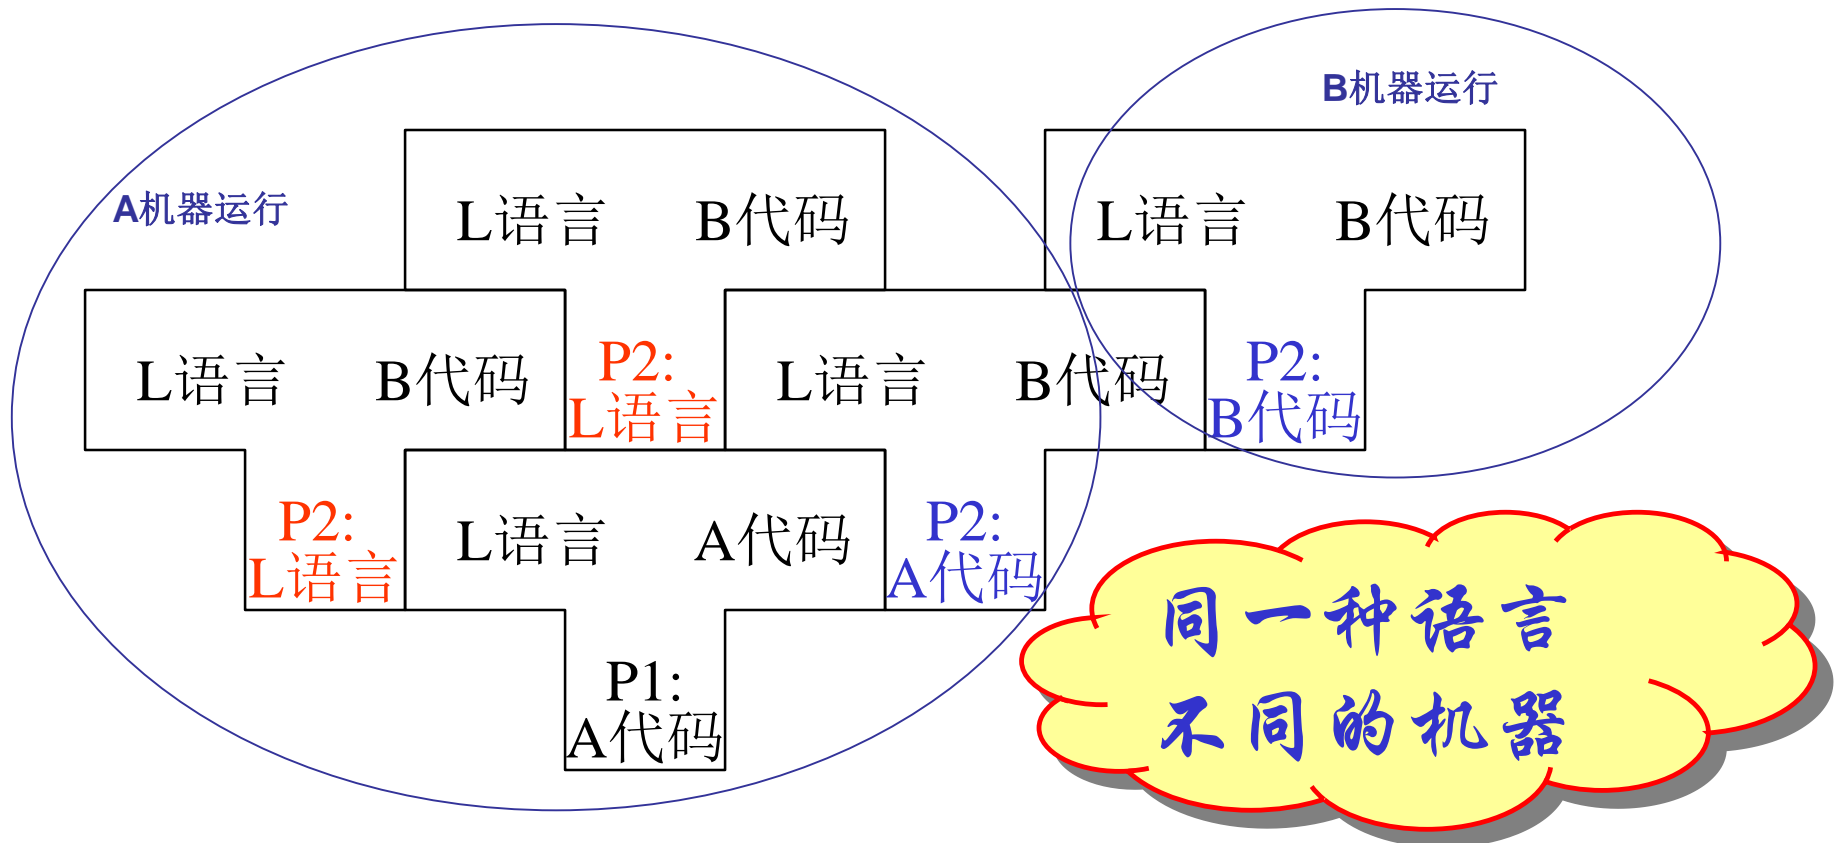 B机器运行
A机器运行
L语言 B代码
L语言 B代码
L语言 B代码
P2:
L语言
L语言 B代码
P2:
B代码
P2:
L语言
L语言 A代码
P2:
A代码
P1:
A代码
同一种语言
不同的机器